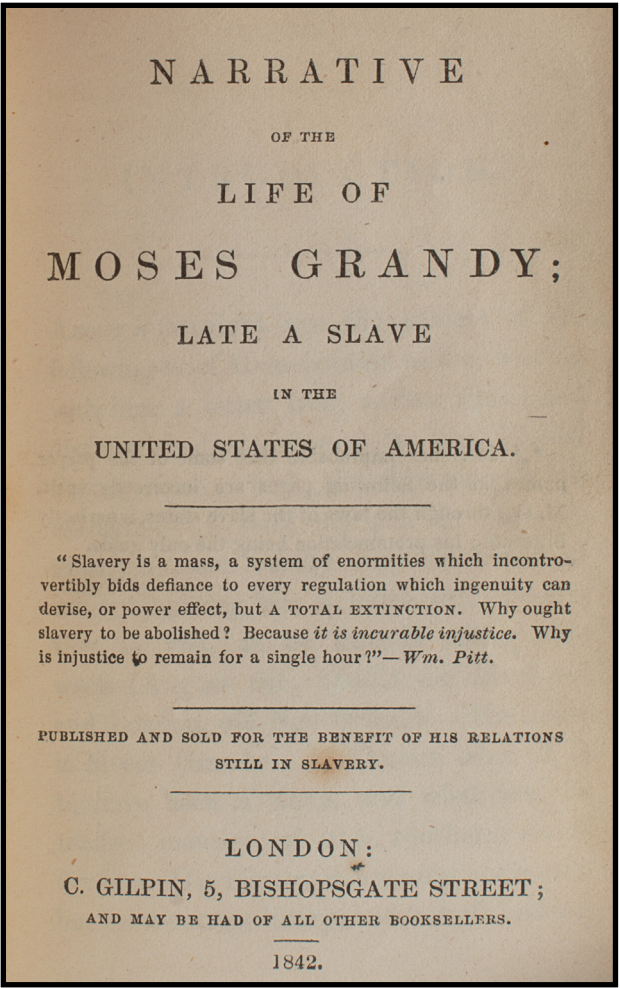 NARRATIVE
OF THE
LIFE OF
MOSES GRANDY;
LATE A SLAVE
IN THE
UNITED STATES OF AMERICA.
“Slavery is a mass, a system of enormities which incontro-
vertibly bids defiance to every regulation which ingenuity can
devise, or power effect, but A TOTAL EXTINCTION. Why ought
slavery to be abolished? Because it is incurable injustice. Why
is injustice to remain for a single hour?”—Wm. Pitt.
PUBLISHED AND SOLD FOR THE BENEFIT OF HIS RELATIONS
STILL IN SLAVERY.
LONDON:
C. GILPIN, 5, BISHOPSGATE STREET;
AND MAY BE HAD OF ALL OTHER BOOKSELLERS.
1842.